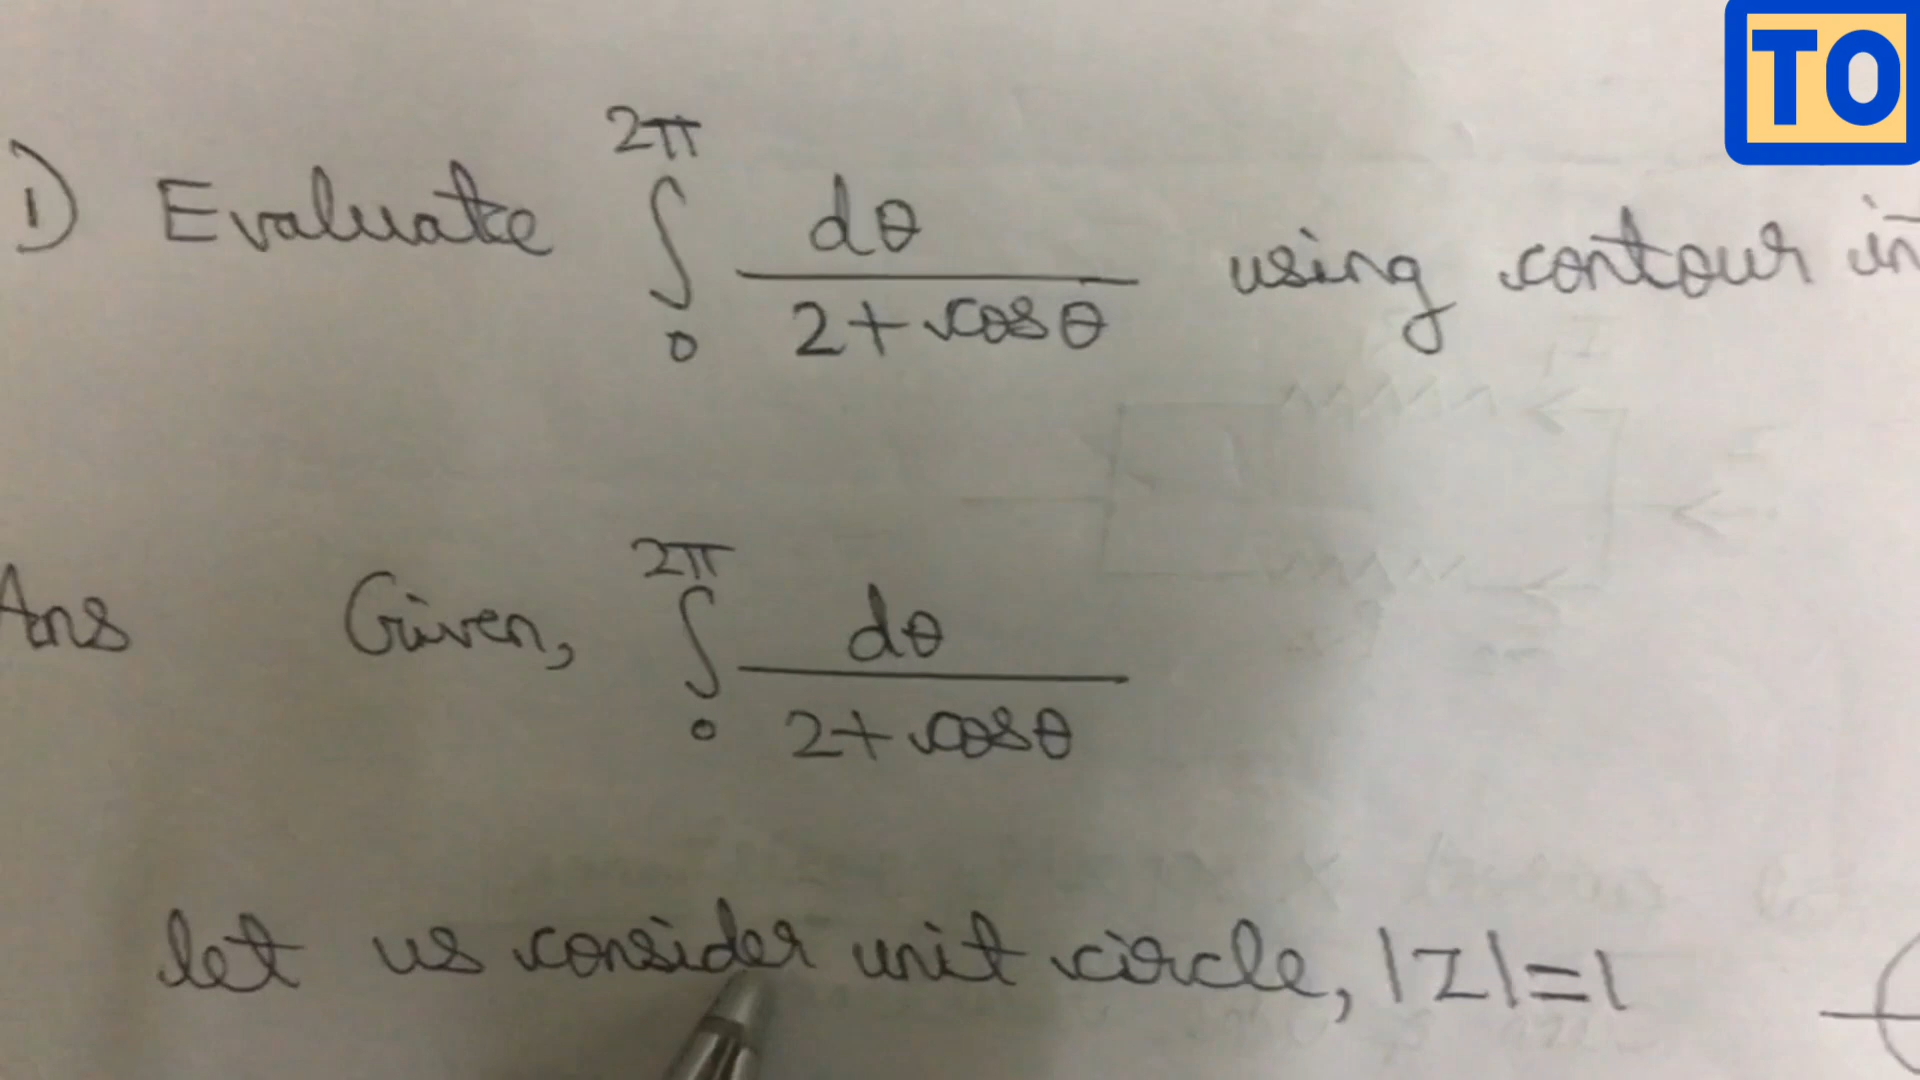 TO
1) Evaluate ∫₀^2π dθ / (2 + cosθ) using contour in
Ans Given, ∫₀^2π dθ / (2 + cosθ)
let us consider unit circle, |z|=1